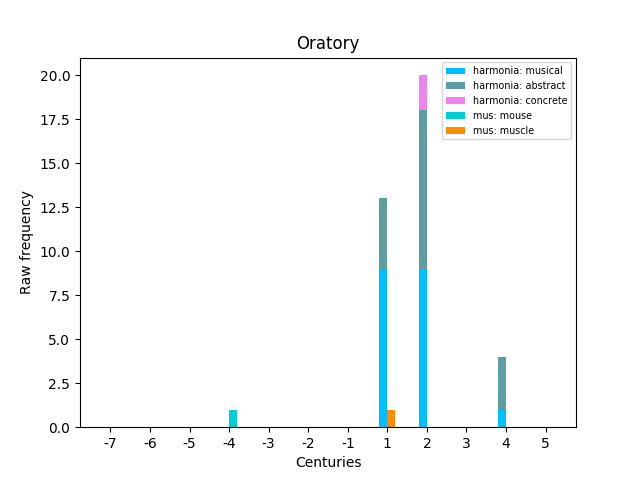 Oratory
harmonia: musical
harmonia: abstract
harmonia: concrete
mus: mouse
mus: muscle
20.0
17.5
15.0
12.5
10.0
7.5
5.0
2.5
0.0
Raw frequency
-7 -6 -5 -4 -3 -2 -1 1 2 3 4 5
Centuries